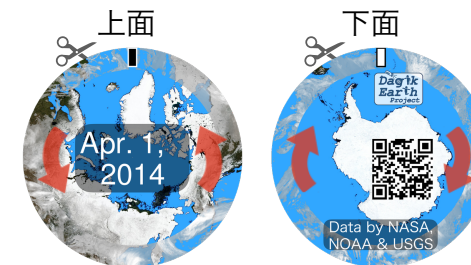 上面
下面
Apr. 1,
2014
Dagik
Earth
Project
Data by NASA,
NOAA & USGS